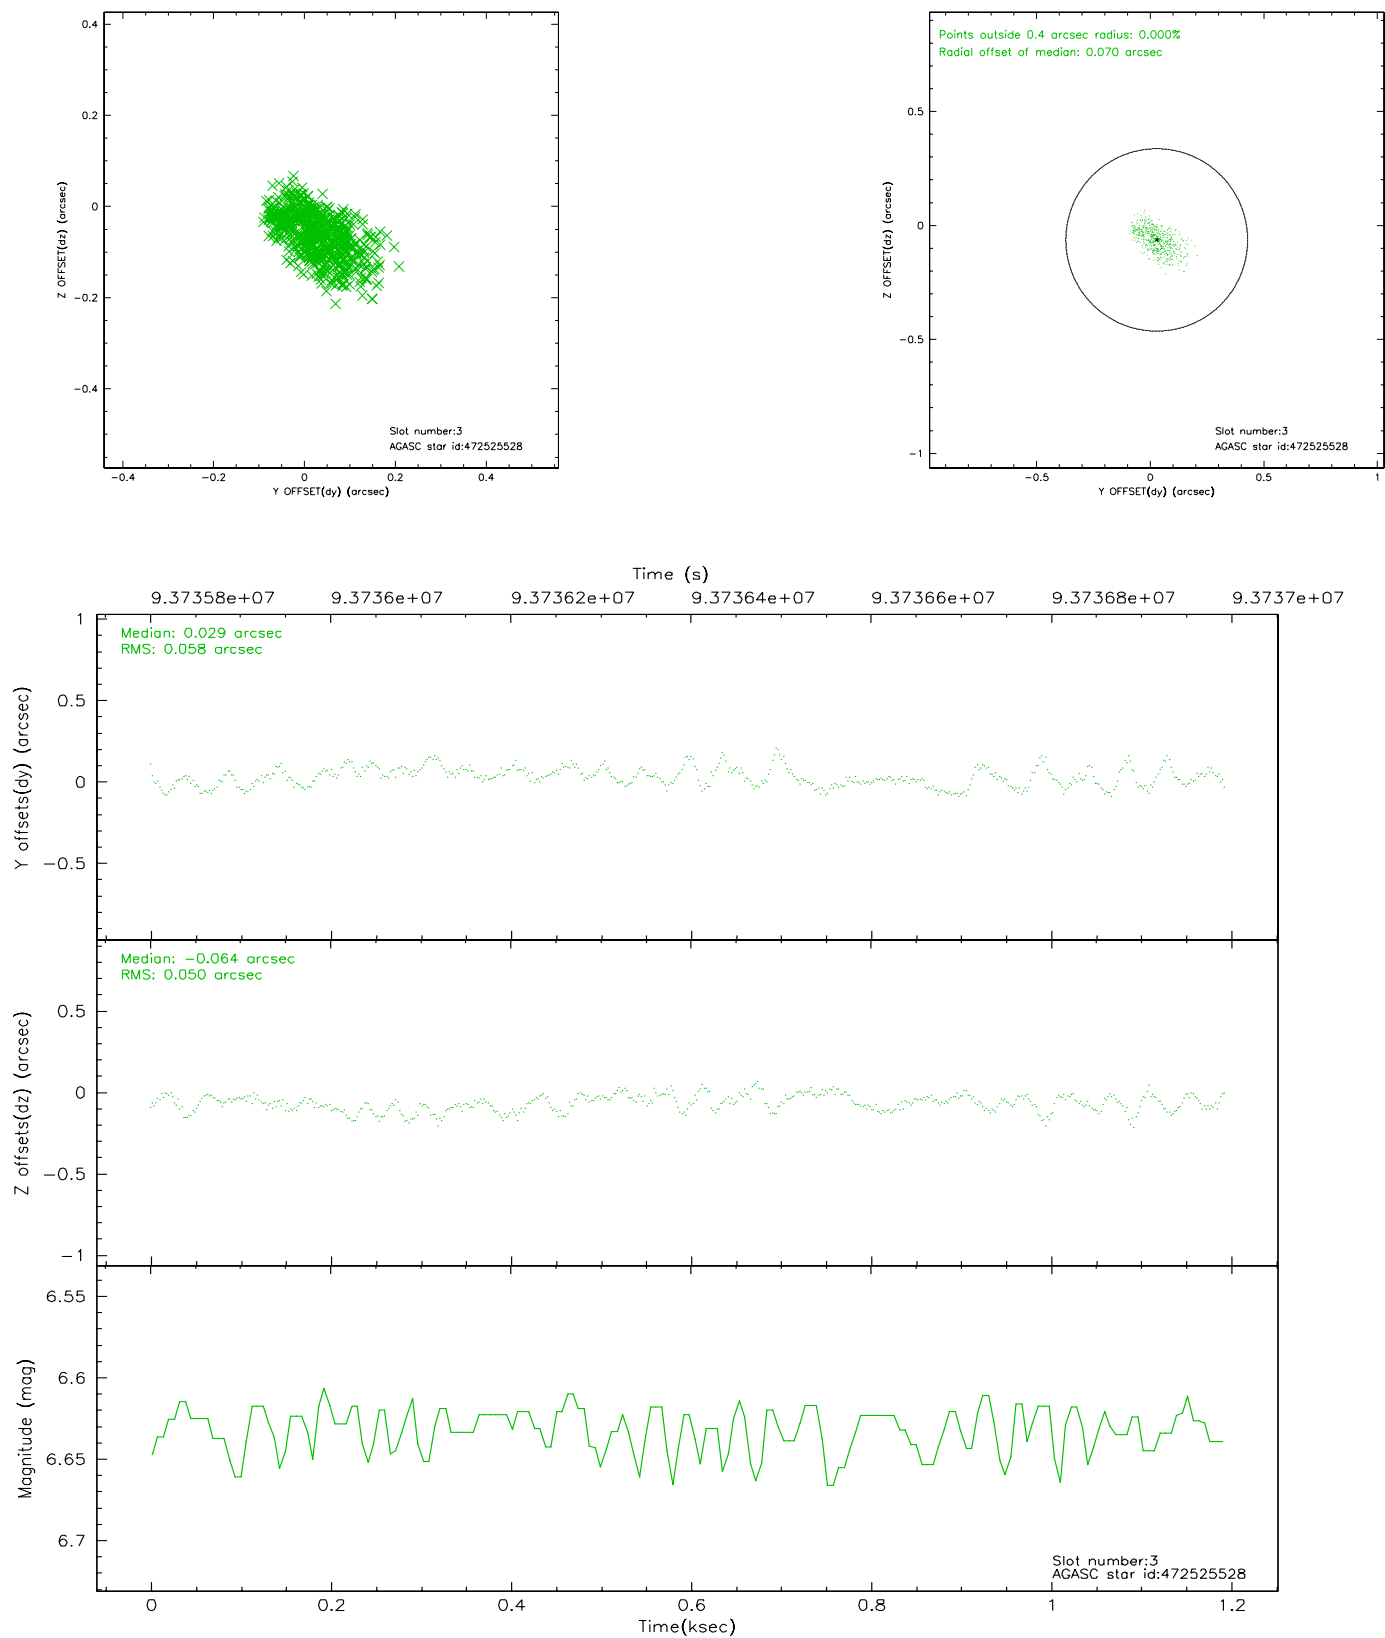 0.4
0.2
0
−0.2
−0.4
Z OFFSET(dz) (arcsec)
Slot number:3
AGASC star id:472525528
−0.4
−0.2
0
0.2
0.4
Y OFFSET(dy) (arcsec)
Points outside 0.4 arcsec radius: 0.000%
Radial offset of median: 0.070 arcsec
0.5
0
−0.5
−1
Z OFFSET(dz) (arcsec)
Slot number:3
AGASC star id:472525528
−0.5
0
0.5
1
Y OFFSET(dy) (arcsec)
Time (s)
9.37358e+07
9.3736e+07
9.37362e+07
9.37364e+07
9.37366e+07
9.37368e+07
9.3737e+07
Median: 0.029 arcsec
RMS: 0.058 arcsec
1
0.5
0
−0.5
Y offsets(dy) (arcsec)
Median: −0.064 arcsec
RMS: 0.050 arcsec
0.5
0
−0.5
−1
Z offsets(dz) (arcsec)
6.55
6.6
6.65
6.7
Magnitude (mag)
Slot number:3
AGASC star id:472525528
0
0.2
0.4
0.6
0.8
1
1.2
Time(ksec)